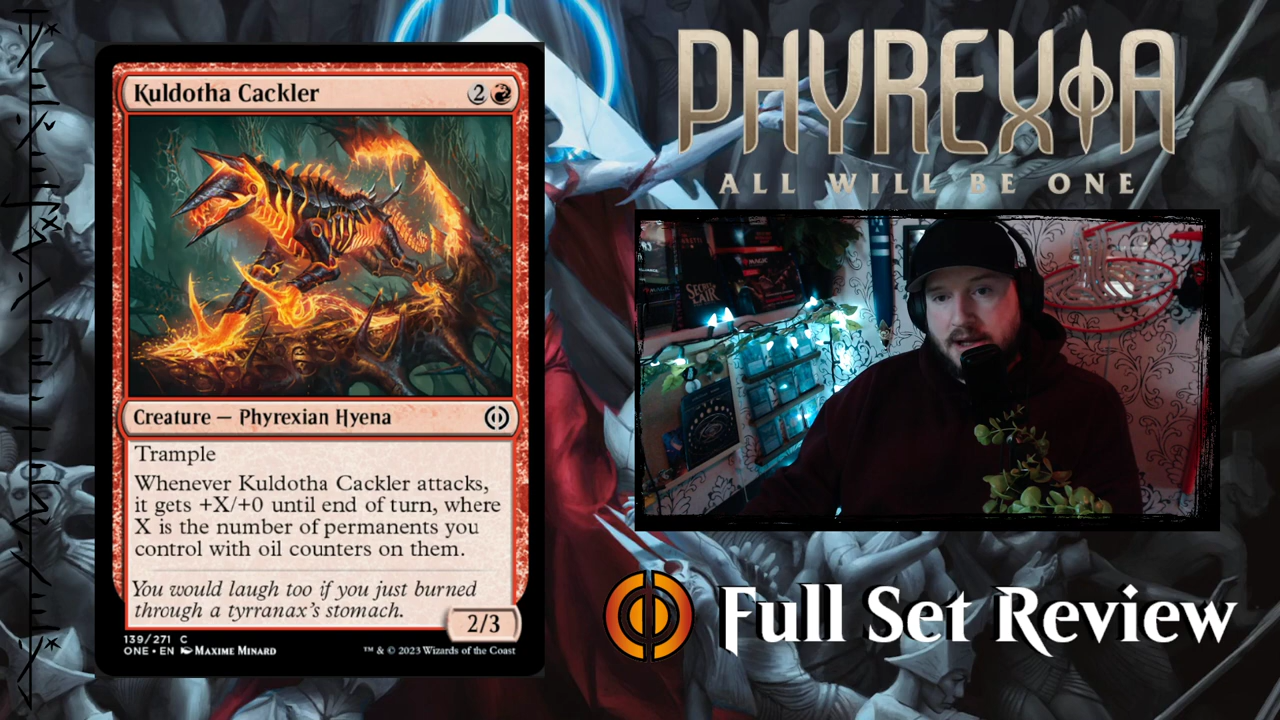 Kuldotha Cackler
2
Creature — Phyrexian Hyena
Trample
Whenever Kuldotha Cackler attacks,
it gets +X/+0 until end of turn, where
X is the number of permanents you
control with oil counters on them.
You would laugh too if you just burned
through a tyrranax's stomach.
2/3
139/271 C
ONE • EN Maxime Minard
™ & © 2023 Wizards of the Coast
PHYREXIA
ALL WILL BE ONE
SECRET
LAIR
MAGIC
Full Set Review